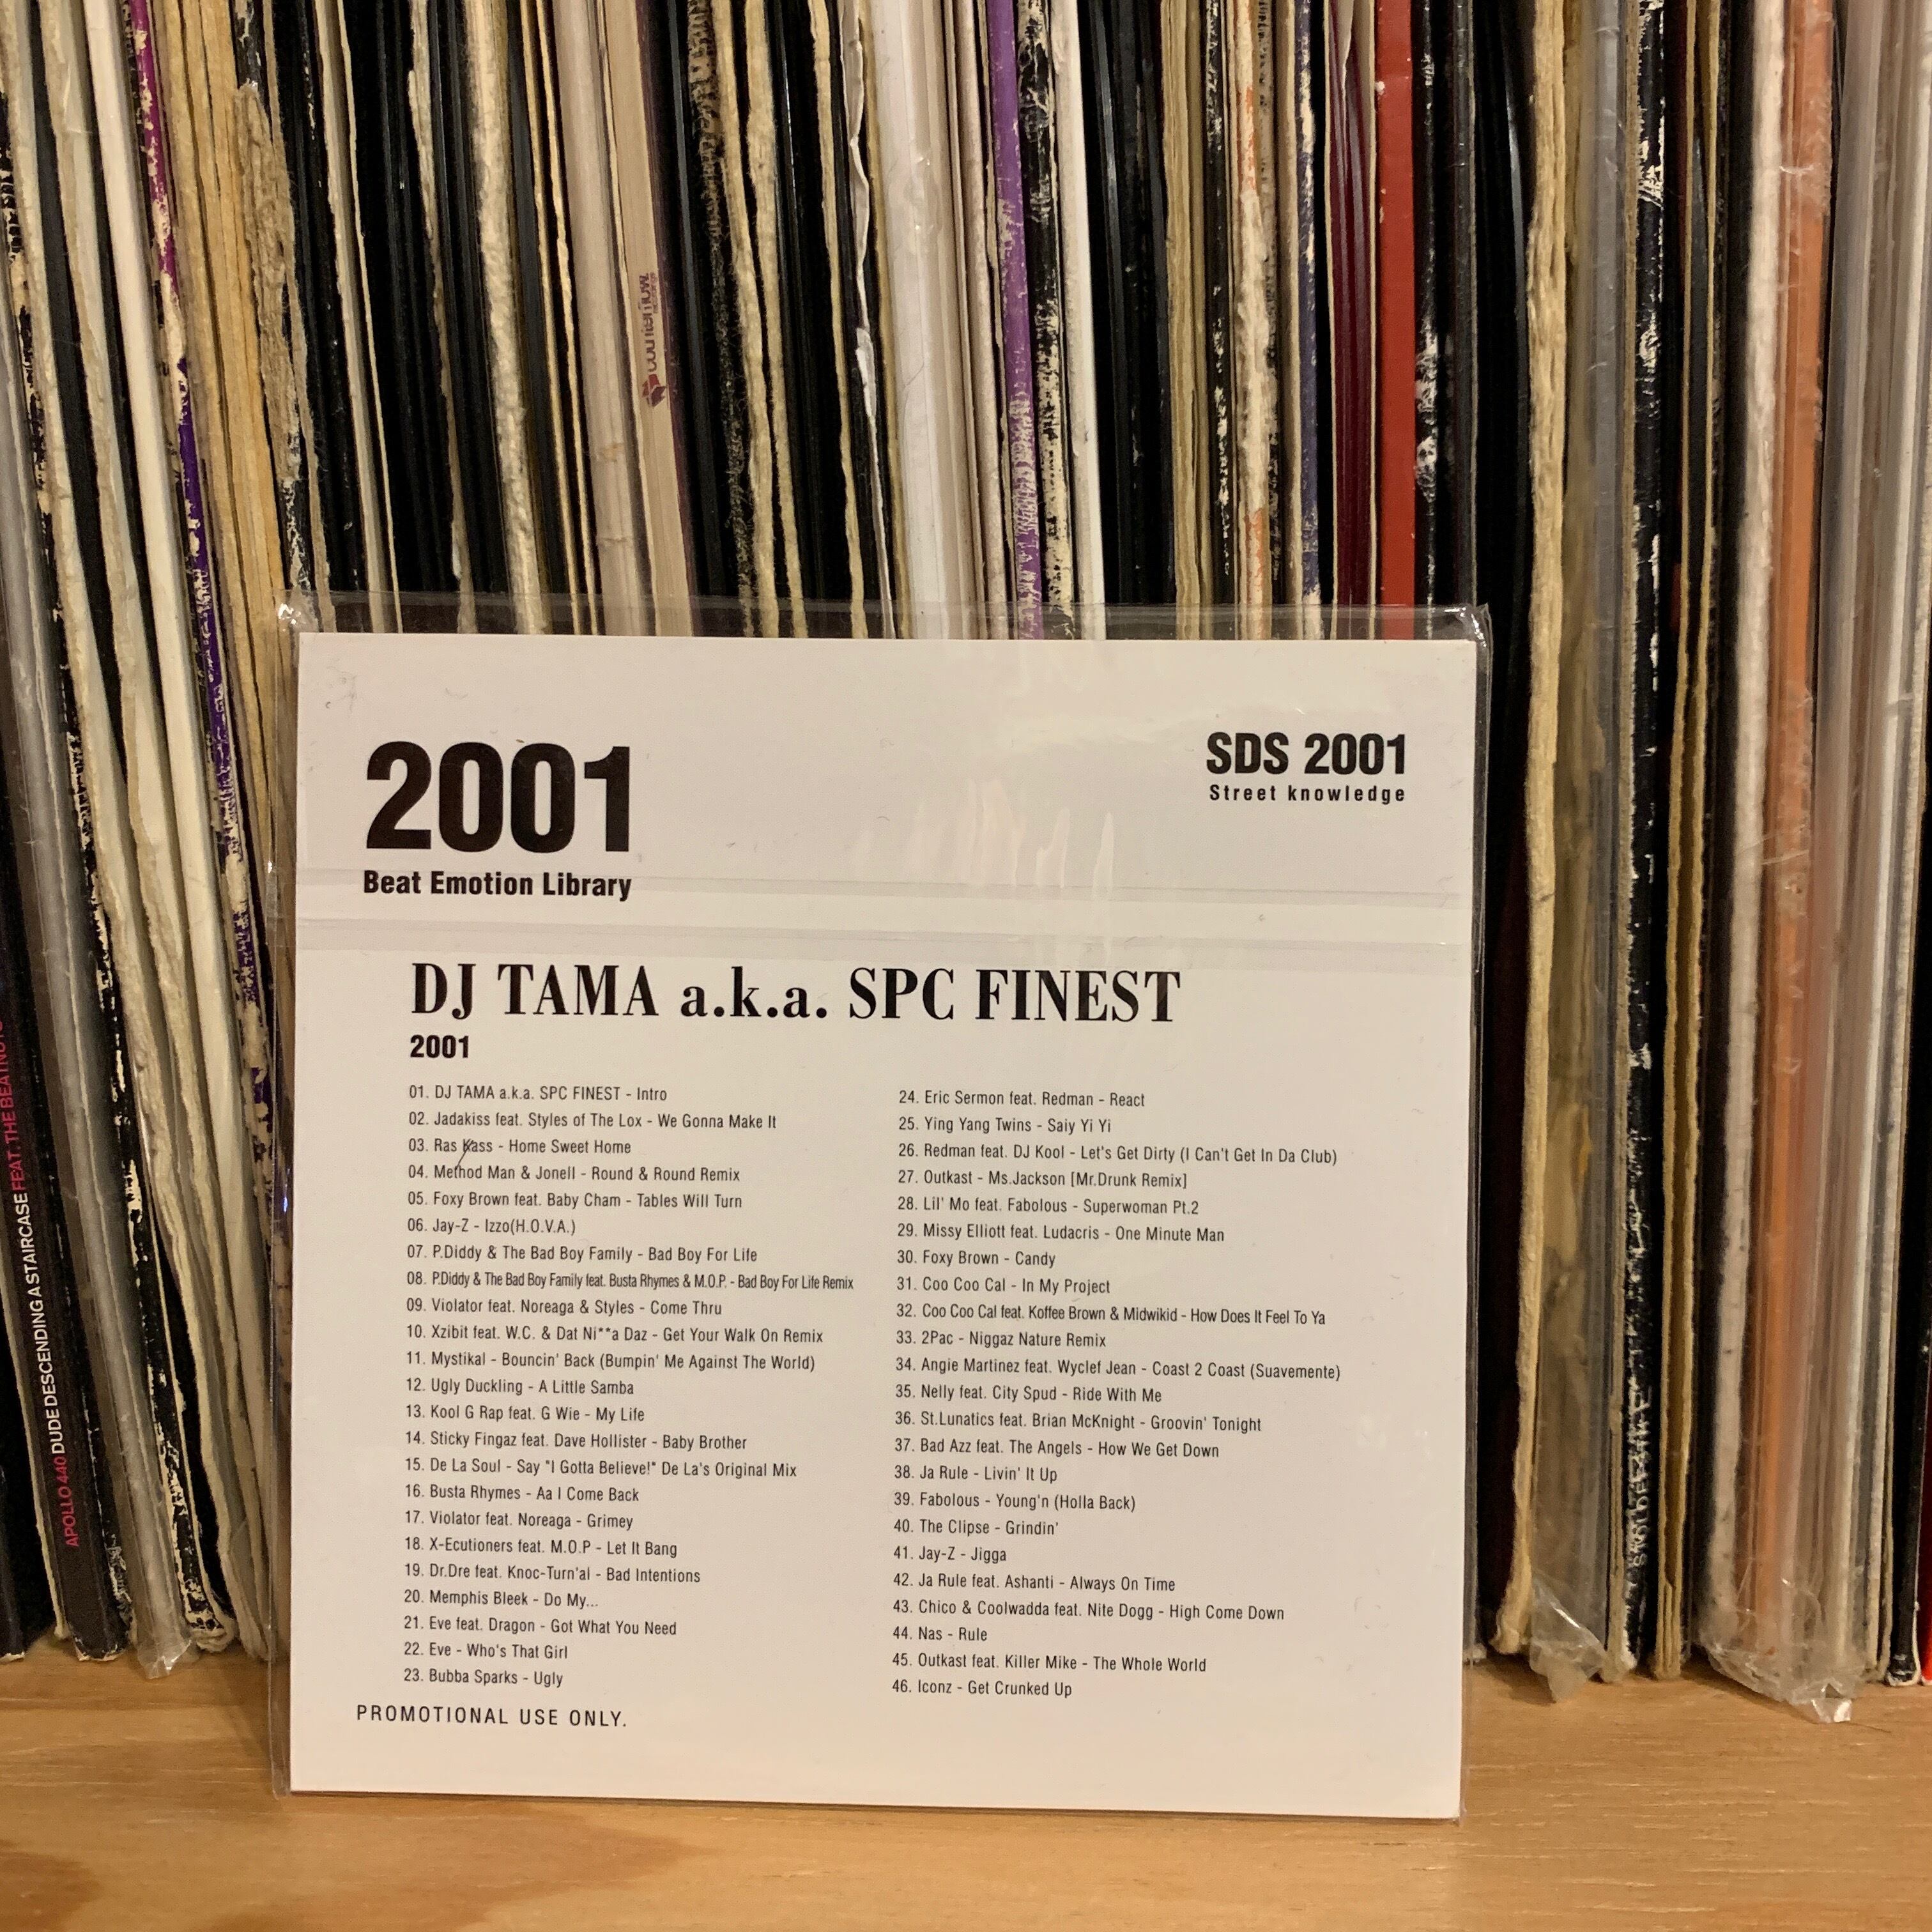 2001
Beat Emotion Library
SDS 2001
Street knowledge
DJ TAMA a.k.a. SPC FINEST
2001
01. DJ TAMA a.k.a. SPC FINEST - Intro
02. Jadakiss feat. Styles of The Lox - We Gonna Make It
03. Ras Kass - Home Sweet Home
04. Method Man & Jonell - Round & Round Remix
05. Foxy Brown feat. Baby Cham - Tables Will Turn
06. Jay-Z - Izzo(H.O.V.A.)
07. P.Diddy & The Bad Boy Family - Bad Boy For Life
08. P.Diddy & The Bad Boy Family feat. Busta Rhymes & M.O.P. - Bad Boy For Life Remix
09. Violator feat. Noreaga & Styles - Come Thru
10. Xzibit feat. W.C. & Dat Ni**a Daz - Get Your Walk On Remix
11. Mystikal - Bouncin' Back (Bumpin' Me Against The World)
12. Ugly Duckling - A Little Samba
13. Kool G Rap feat. G Wie - My Life
14. Sticky Fingaz feat. Dave Hollister - Baby Brother
15. De La Soul - Say "I Gotta Believe!" De La's Original Mix
16. Busta Rhymes - Aa I Come Back
17. Violator feat. Noreaga - Grimey
18. X-Ecutioners feat. M.O.P - Let It Bang
19. Dr.Dre feat. Knoc-Turn'al - Bad Intentions
20. Memphis Bleek - Do My...
21. Eve feat. Dragon - Got What You Need
22. Eve - Who's That Girl
23. Bubba Sparks - Ugly
24. Eric Sermon feat. Redman - React
25. Ying Yang Twins - Saiy Yi Yi
26. Redman feat. DJ Kool - Let's Get Dirty (I Can't Get In Da Club)
27. Outkast - Ms.Jackson [Mr.Drunk Remix]
28. Lil' Mo feat. Fabolous - Superwoman Pt.2
29. Missy Elliott feat. Ludacris - One Minute Man
30. Foxy Brown - Candy
31. Coo Coo Cal - In My Project
32. Coo Coo Cal feat. Koffee Brown & Midwikid - How Does It Feel To Ya
33. 2Pac - Niggaz Nature Remix
34. Angie Martinez feat. Wyclef Jean - Coast 2 Coast (Suavemente)
35. Nelly feat. City Spud - Ride With Me
36. St.Lunatics feat. Brian McKnight - Groovin' Tonight
37. Bad Azz feat. The Angels - How We Get Down
38. Ja Rule - Livin' It Up
39. Fabolous - Young'n (Holla Back)
40. The Clipse - Grindin'
41. Jay-Z - Jigga
42. Ja Rule feat. Ashanti - Always On Time
43. Chico & Coolwadda feat. Nite Dogg - High Come Down
44. Nas - Rule
45. Outkast feat. Killer Mike - The Whole World
46. Iconz - Get Crunked Up
PROMOTIONAL USE ONLY.
APOLLO 440 DUDE DESCENDING A STAIRCASE FEAT. THE BEATNUTS
counterflow